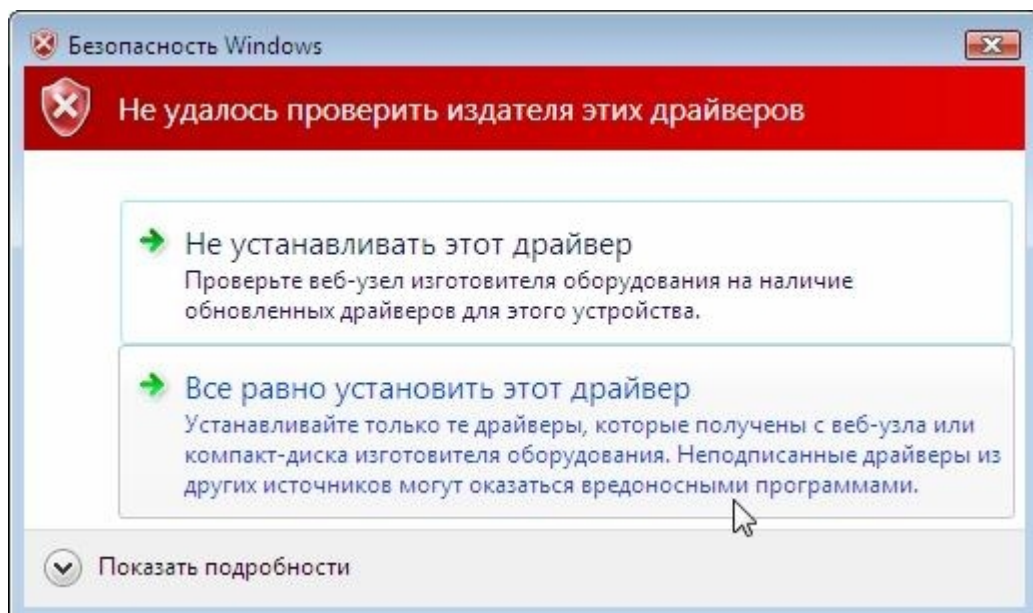 Безопасность Windows
Не удалось проверить издателя этих драйверов
Не устанавливать этот драйвер
Проверьте веб-узел изготовителя оборудования на наличие
обновленных драйверов для этого устройства.
Все равно установить этот драйвер
Устанавливайте только те драйверы, которые получены с веб-узла или
компакт-диска изготовителя оборудования. Неподписанные драйверы из
других источников могут оказаться вредоносными программами.
Показать подробности